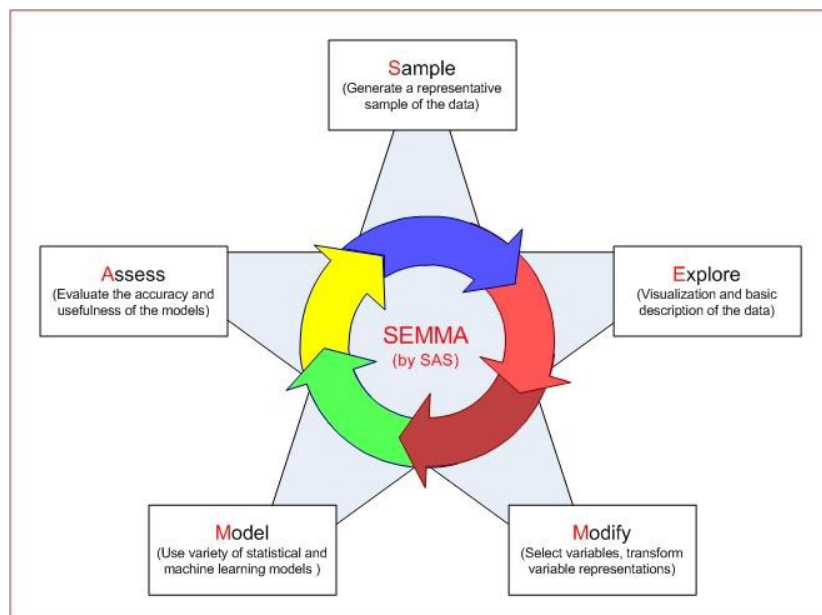 Sample
(Generate a representative
sample of the data)
Assess
(Evaluate the accuracy and
usefulness of the models)
Explore
(Visualization and basic
description of the data)
SEMMA
(by SAS)
Model
(Use variety of statistical and
machine learning models )
Modify
(Select variables, transform
variable representations)